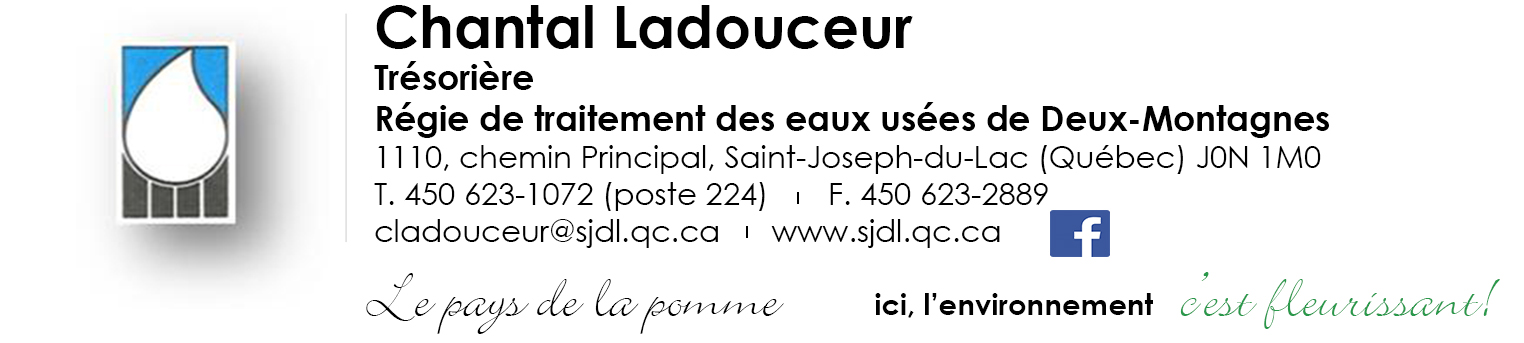 Chantal Ladouceur
Trésorière
Régie de traitement des eaux usées de Deux-Montagnes
1110, chemin Principal, Saint-Joseph-du-Lac (Québec) J0N 1M0
T. 450 623-1072 (poste 224) ı F. 450 623-2889
cladouceur@sjdl.qc.ca ı www.sjdl.qc.ca f
Le pays de la pomme ici, l'environnement c'est fleurissant!